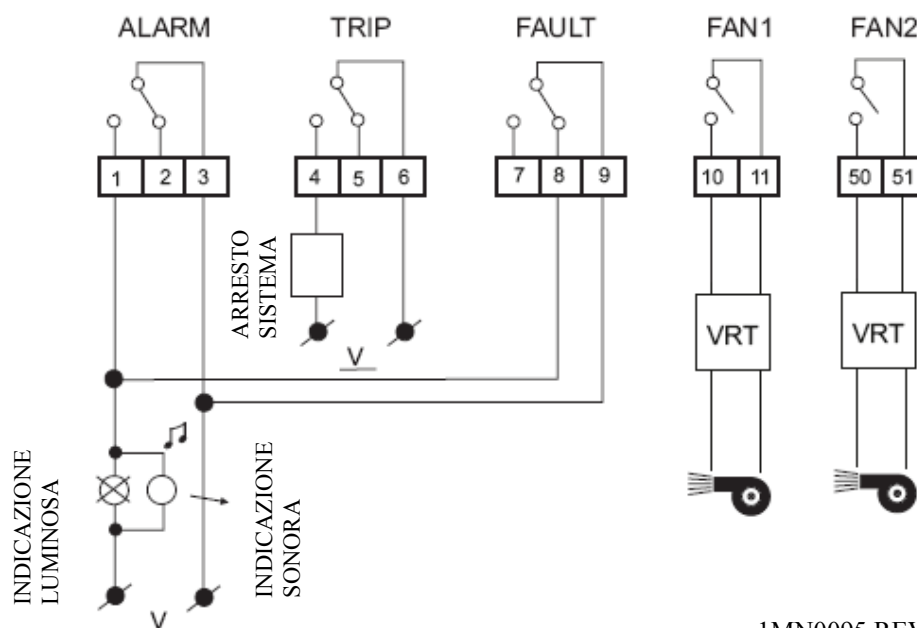 ALARM TRIP FAULT FAN1 FAN2
1 2 3 4 5 6 7 8 9 10 11 50 51
ARRESTO
SISTEMA
VRT VRT
V
INDICAZIONE
LUMINOSA
INDICAZIONE
SONORA
V